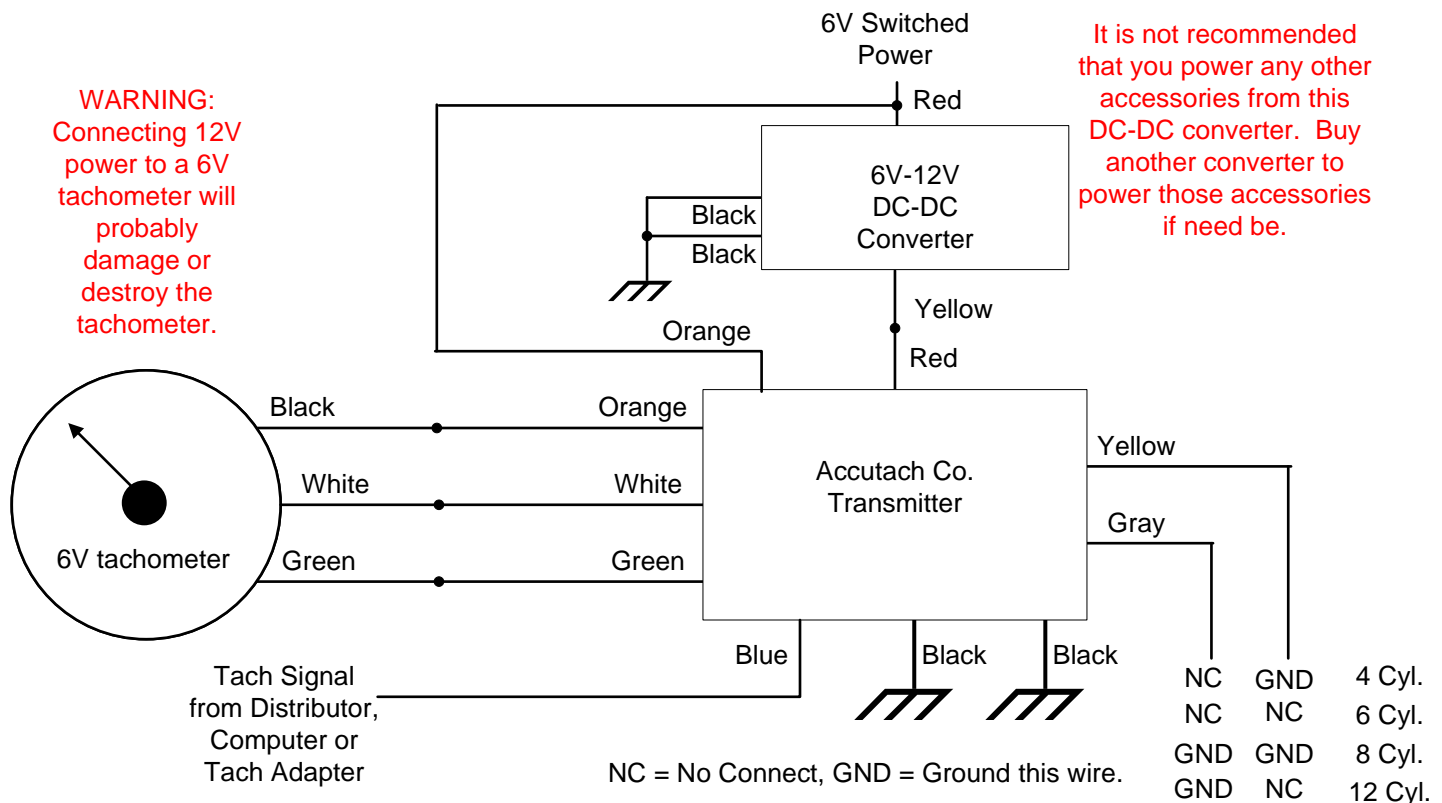 6V Switched
Power
Red
It is not recommended
that you power any other
accessories from this
DC-DC converter.  Buy
another converter to
power those accessories
if need be.
WARNING:
Connecting 12V
power to a 6V
tachometer will
probably
damage or
destroy the
tachometer.
6V-12V
DC-DC
Converter
Black
Black
Yellow
Red
Orange
Black
Orange
White
White
Green
Green
6V tachometer
Accutach Co.
Transmitter
Yellow
Gray
Blue
Black
Black
Tach Signal
from Distributor,
Computer or
Tach Adapter
NC = No Connect, GND = Ground this wire.
NC GND 4 Cyl.
NC NC 6 Cyl.
GND GND 8 Cyl.
GND NC 12 Cyl.